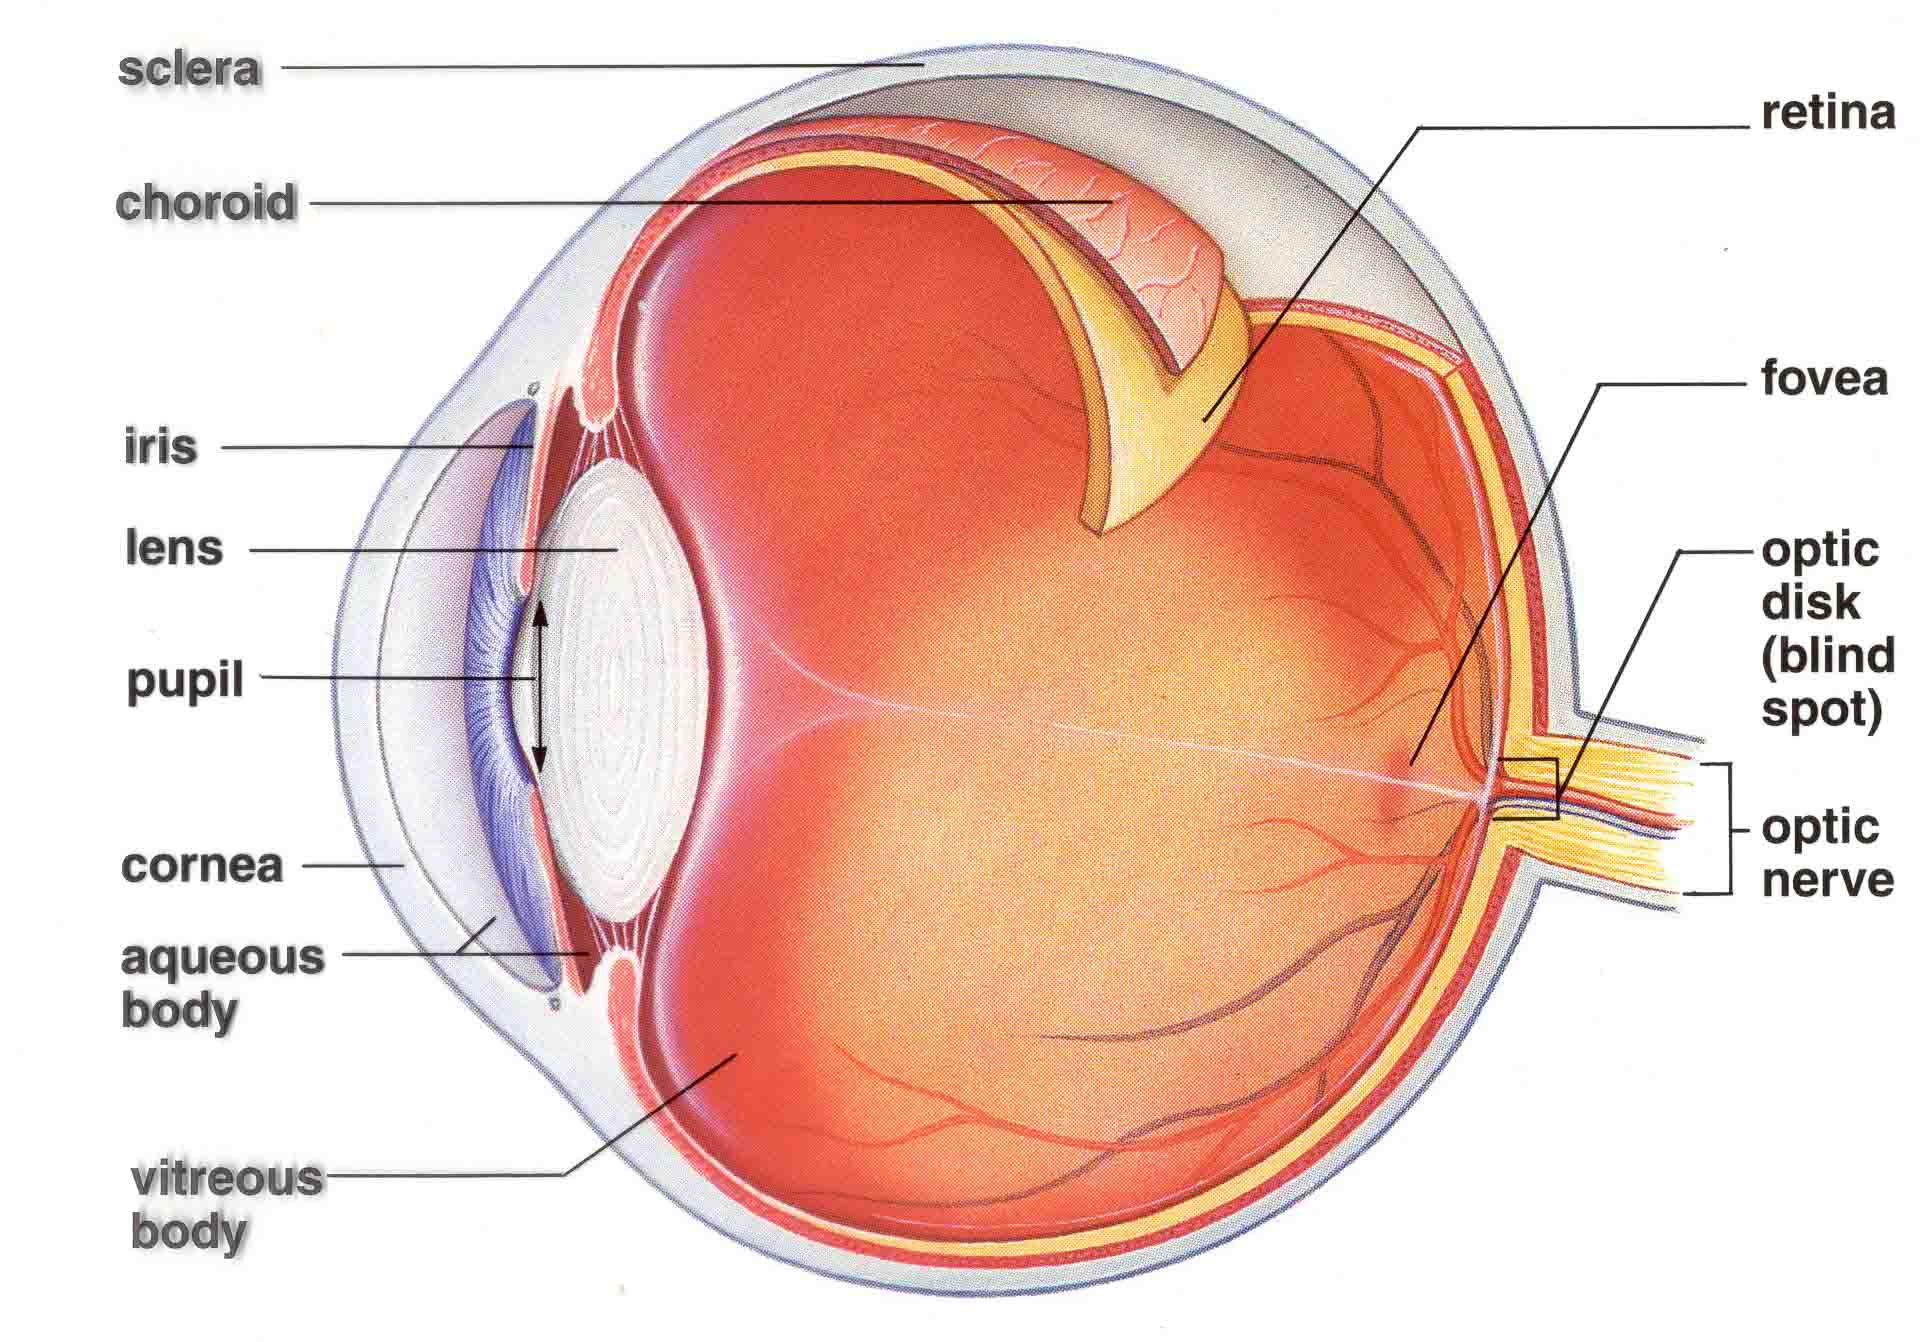 sclera
choroid
iris
lens
pupil
cornea
aqueous
body
vitreous
body
retina
fovea
optic
disk
(blind
spot)
optic
nerve